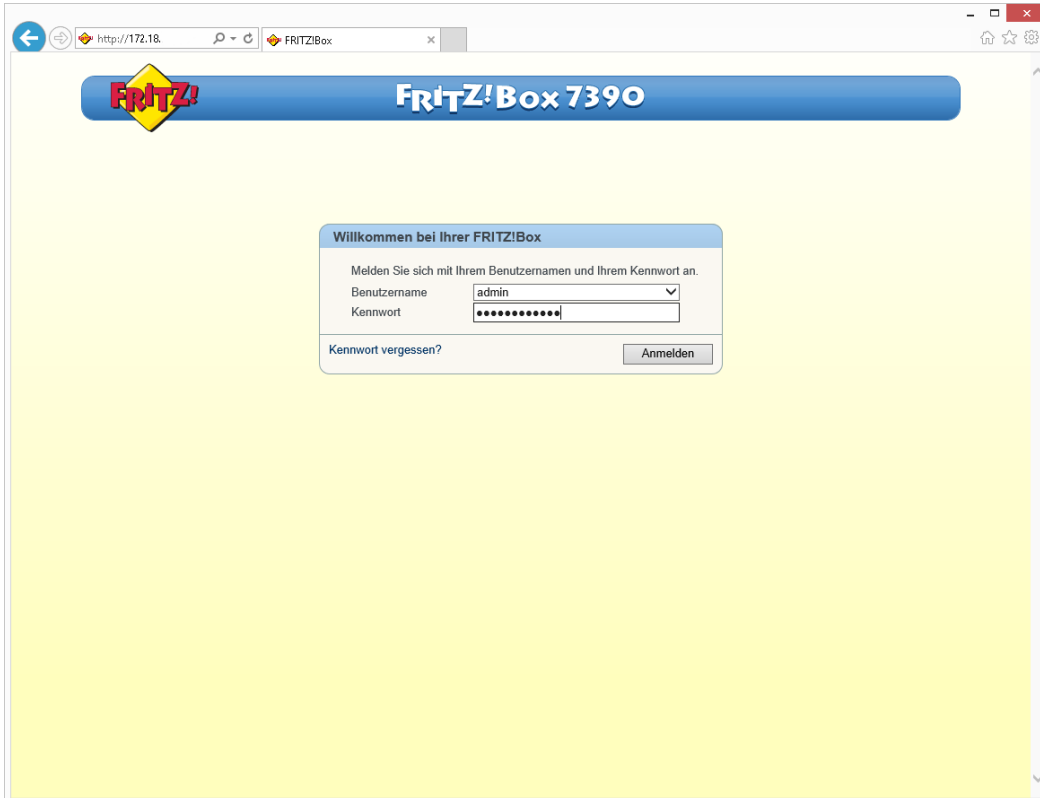 http://172.18.
FRITZ!Box
FRITZ!
FRITZ!Box 7390
Willkommen bei Ihrer FRITZ!Box
Melden Sie sich mit Ihrem Benutzernamen und Ihrem Kennwort an.
Benutzername admin
Kennwort ••••••••••••
Kennwort vergessen? Anmelden